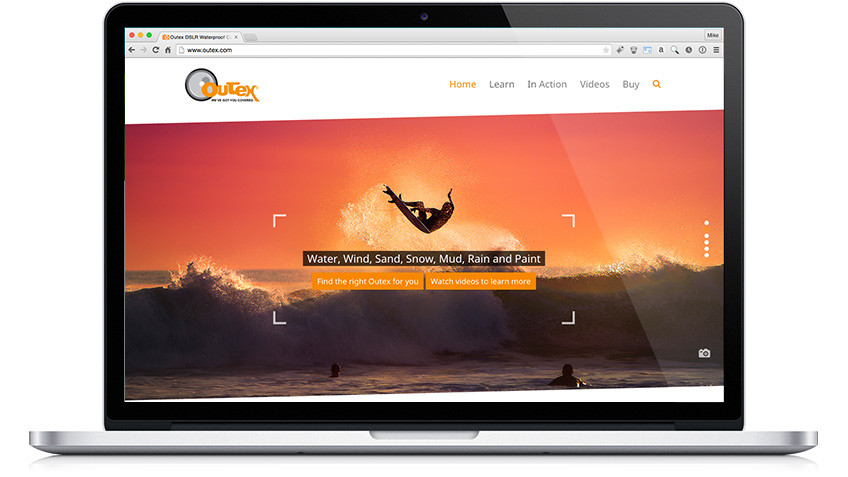 Outex DSLR Waterproof C
Mike
www.outex.com
OUTEX
WE'VE GOT YOU COVERED
Home Learn In Action Videos Buy
Water, Wind, Sand, Snow, Mud, Rain and Paint
Find the right Outex for you Watch videos to learn more